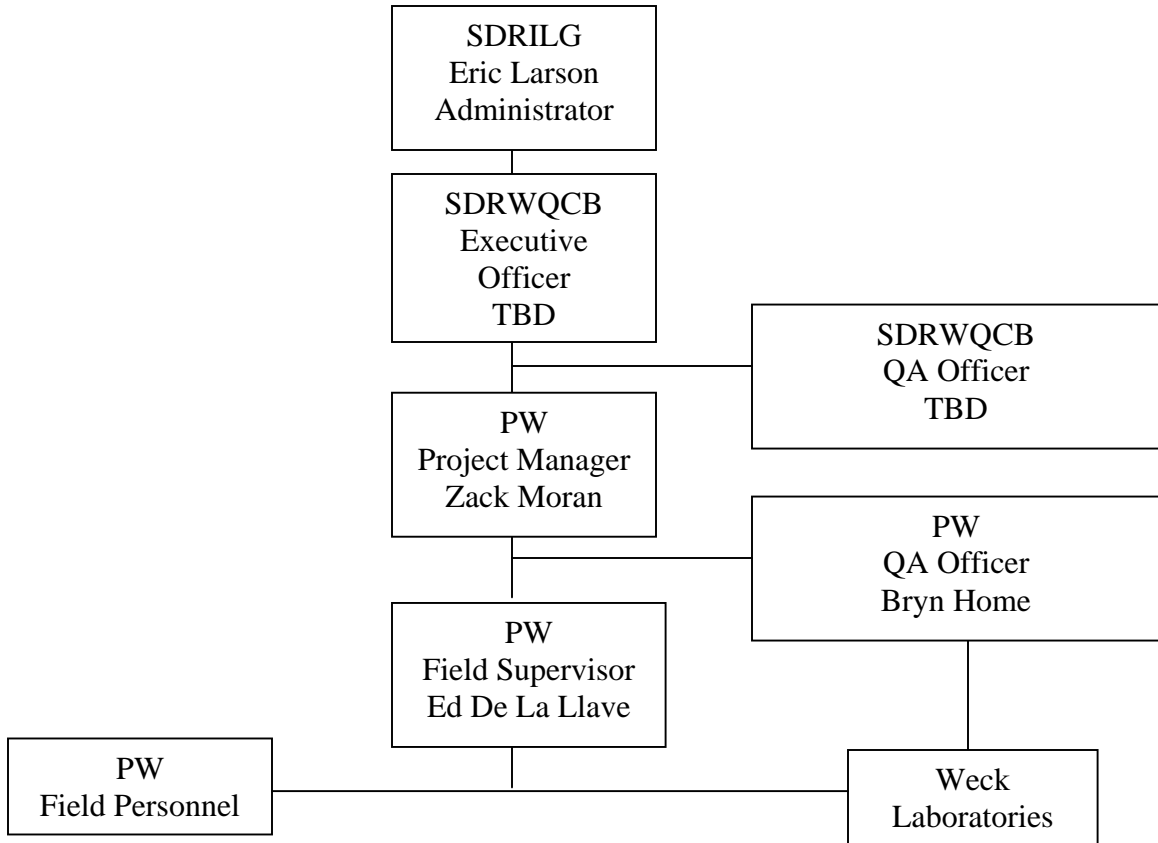 SDRILG
Eric Larson
Administrator
SDRWQCB
Executive
Officer
TBD
SDRWQCB
QA Officer
TBD
PW
Project Manager
Zack Moran
PW
QA Officer
Bryn Home
PW
Field Supervisor
Ed De La Llave
PW
Field Personnel
Weck
Laboratories